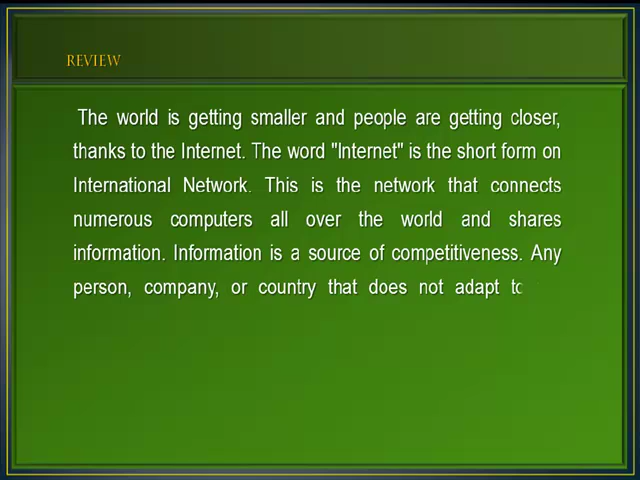 REVIEW
The world is getting smaller and people are getting closer,
thanks to the Internet. The word "Internet" is the short form on
International Network. This is the network that connects
numerous computers all over the world and shares
information. Information is a source of competitiveness. Any
person, company, or country that does not adapt to